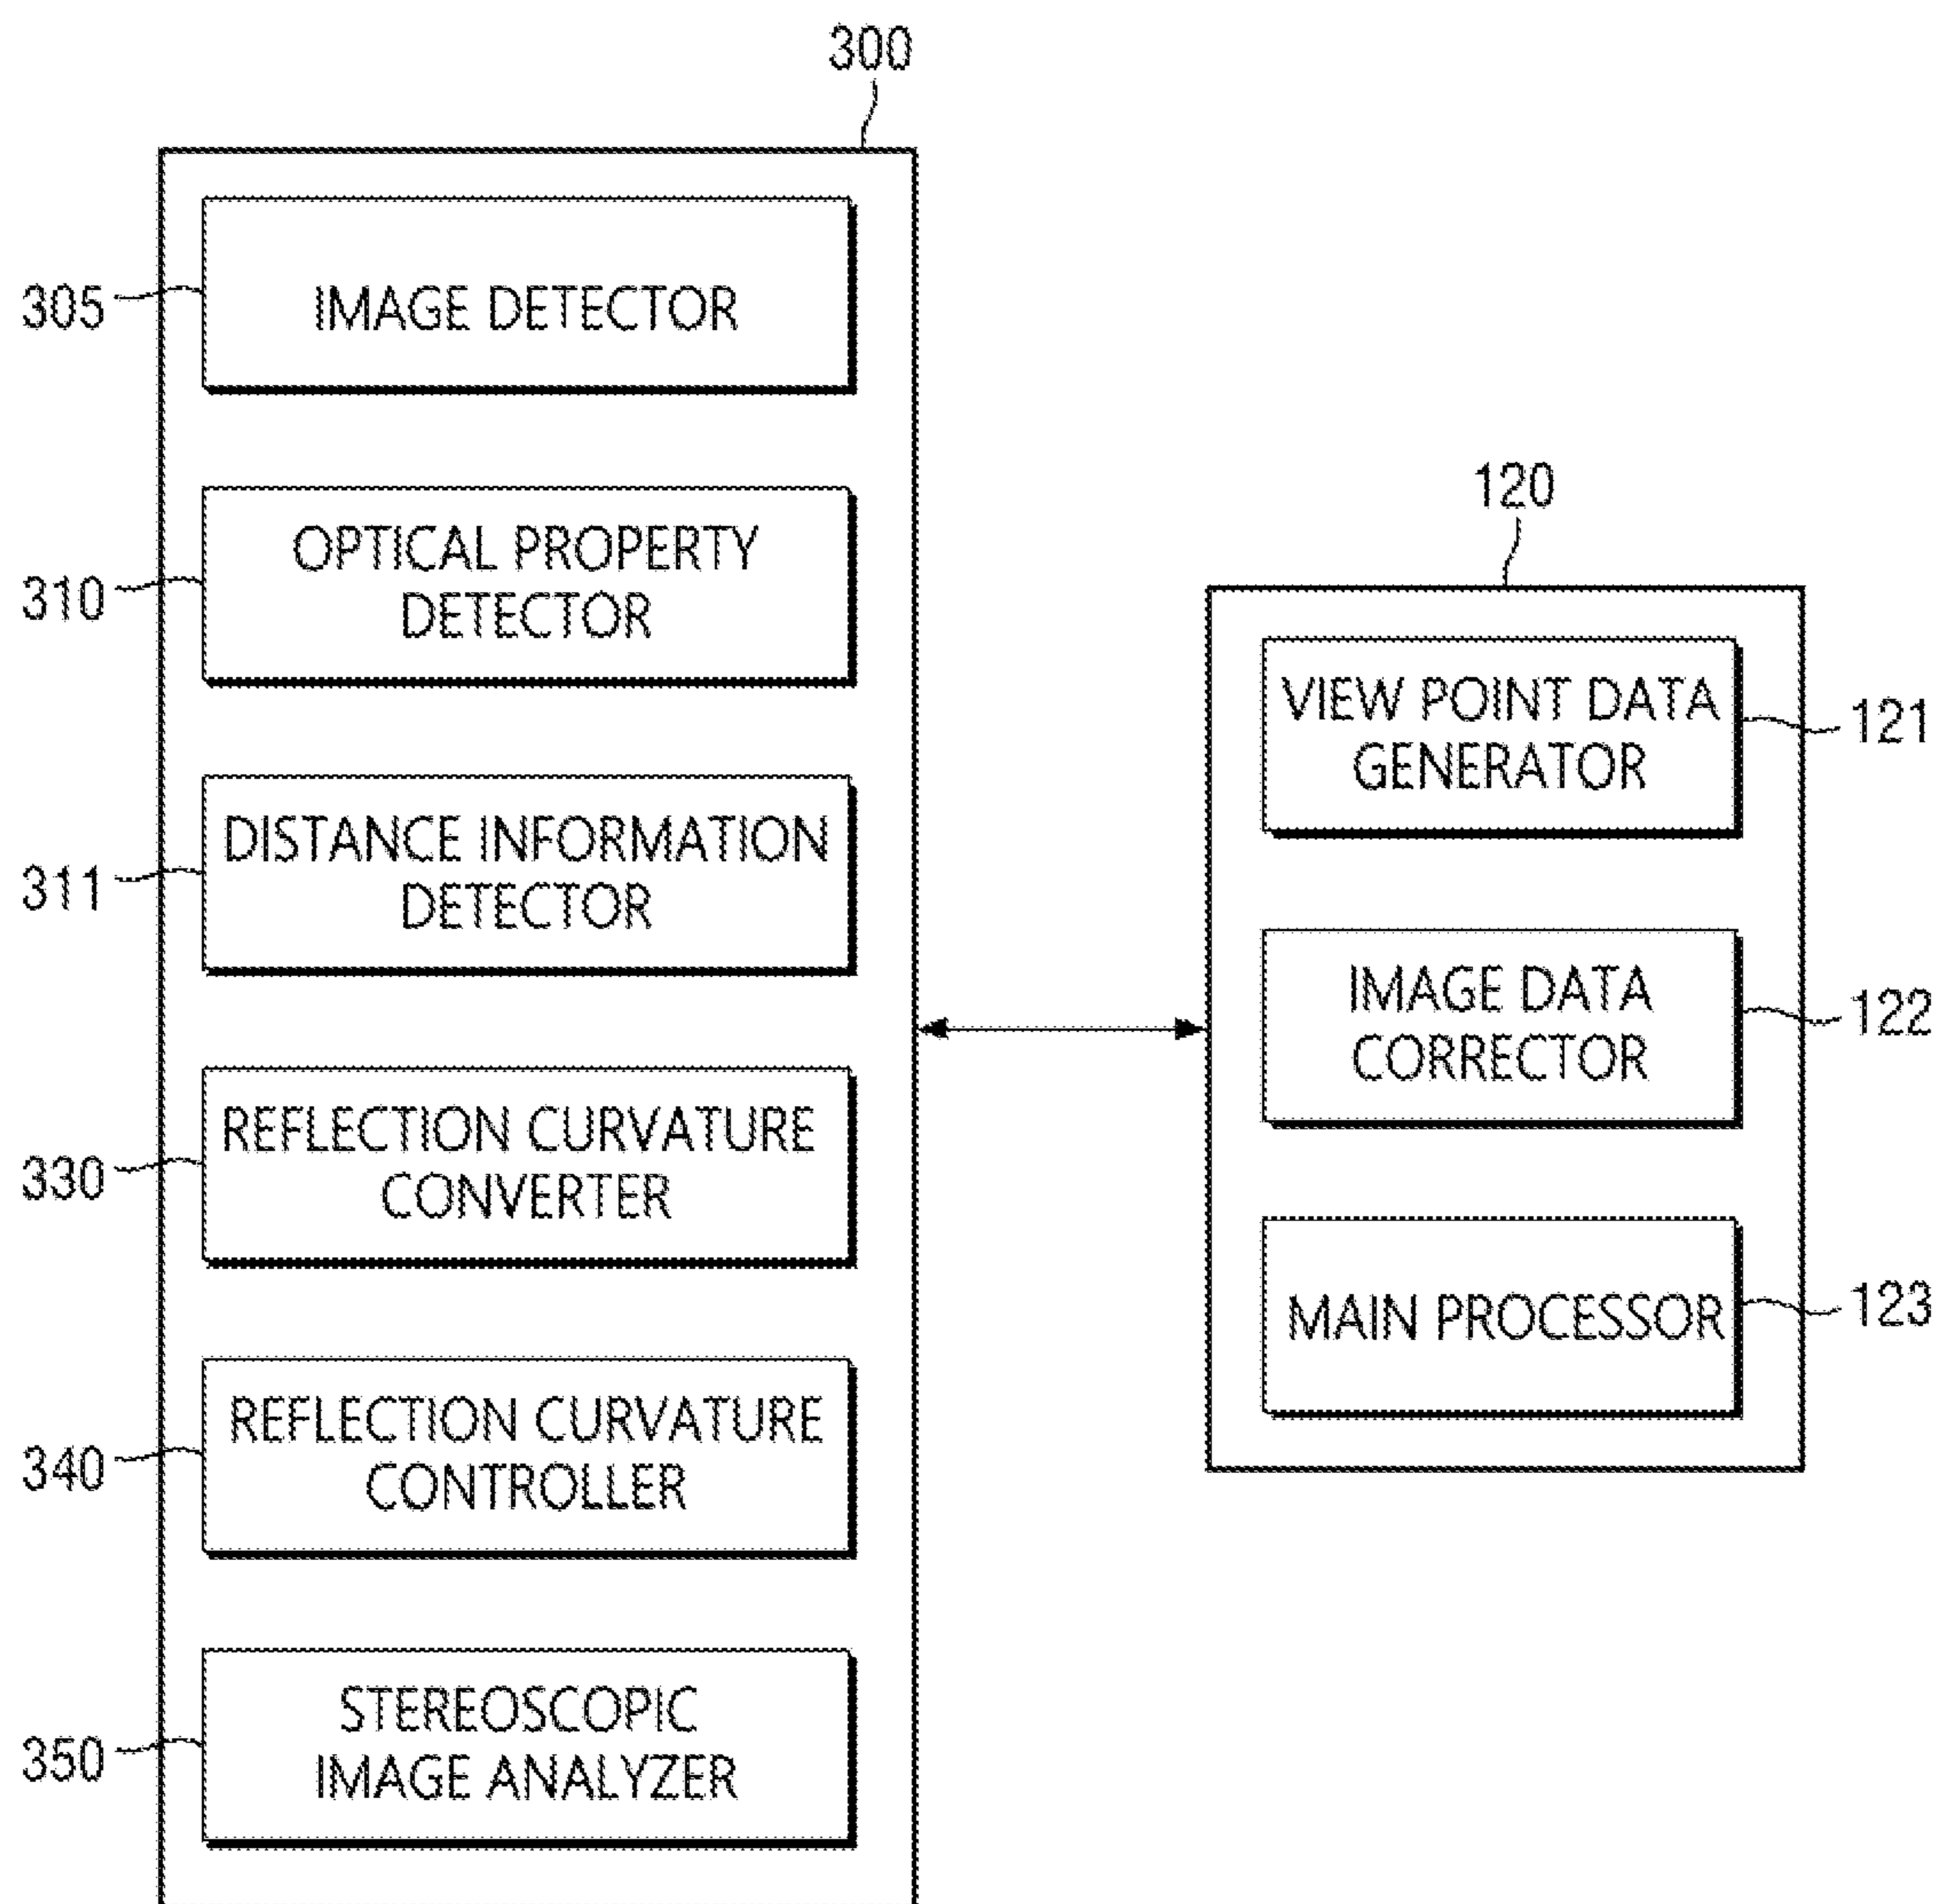 300
305
IMAGE DETECTOR
310
OPTICAL PROPERTY
DETECTOR
311
DISTANCE INFORMATION
DETECTOR
330
REFLECTION CURVATURE
CONVERTER
340
REFLECTION CURVATURE
CONTROLLER
350
STEREOSCOPIC
IMAGE ANALYZER
120
VIEW POINT DATA
GENERATOR
121
IMAGE DATA
CORRECTOR
122
MAIN PROCESSOR
123